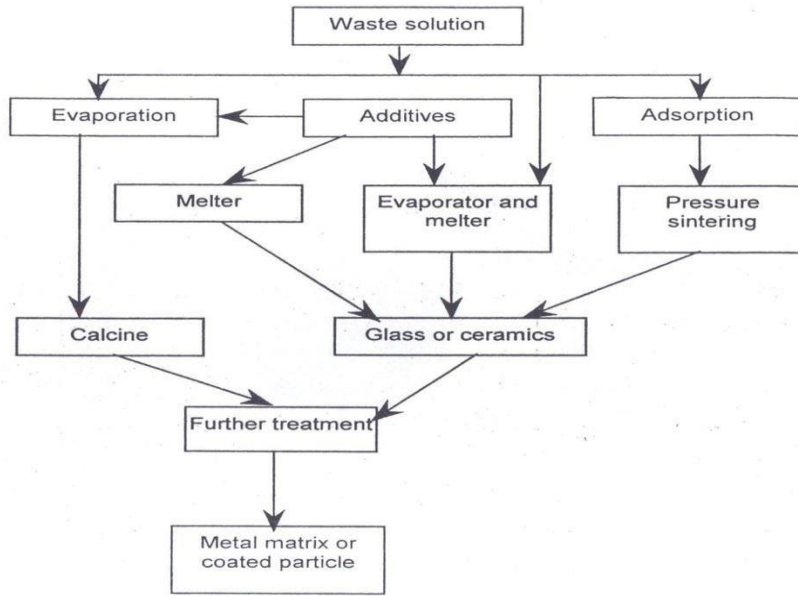 Waste solution
Evaporation
Additives
Adsorption
Melter
Evaporator and
melter
Pressure
sintering
Calcine
Glass or ceramics
Further treatment
Metal matrix or
coated particle